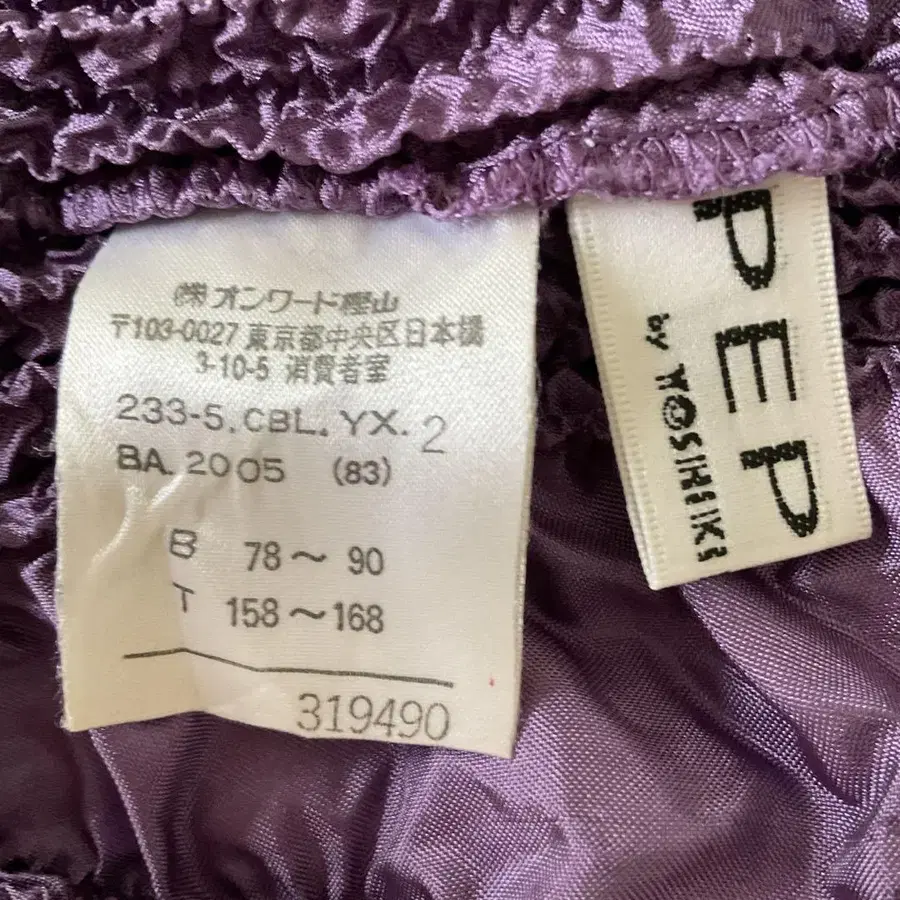 (株)オンワード樫山
〒103-0027 東京都中央区日本橋
3-10-5 消費者室
233-5. CBL. YX. 2
BA. 2005 (83)
B 78～ 90
T 158～168
319490
PEP
by YOSHIYUKI